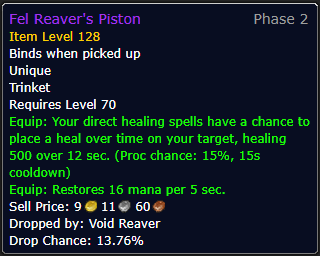 Fel Reaver's Piston Phase 2
Item Level 128
Binds when picked up
Unique
Trinket
Requires Level 70
Equip: Your direct healing spells have a chance to
place a heal over time on your target, healing
500 over 12 sec. (Proc chance: 15%, 15s
cooldown)
Equip: Restores 16 mana per 5 sec.
Sell Price: 9 11 60
Dropped by: Void Reaver
Drop Chance: 13.76%